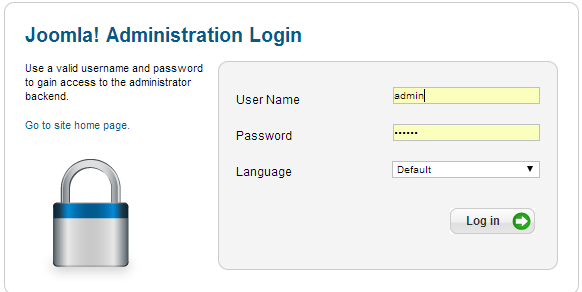 Joomla! Administration Login
Use a valid username and password
to gain access to the administrator
backend.
Go to site home page.
User Name
admin
Password
••••••
Language
Default
Log in